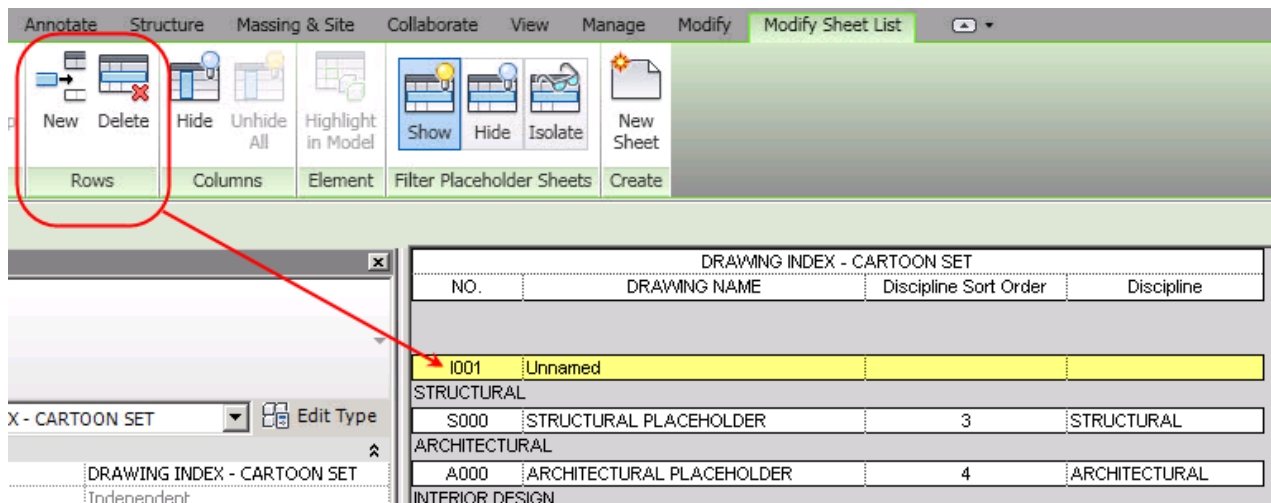 Annotate Structure Massing & Site Collaborate View Manage Modify Modify Sheet List
New Delete Hide Unhide All Highlight in Model Show Hide Isolate New Sheet
Rows Columns Element Filter Placeholder Sheets Create
DRAWING INDEX - CARTOON SET
NO. DRAWING NAME Discipline Sort Order Discipline
I001 Unnamed
STRUCTURAL
S000 STRUCTURAL PLACEHOLDER 3 STRUCTURAL
ARCHITECTURAL
A000 ARCHITECTURAL PLACEHOLDER 4 ARCHITECTURAL
INTERIOR DESIGN
X - CARTOON SET Edit Type
DRAWING INDEX - CARTOON SET
Independent